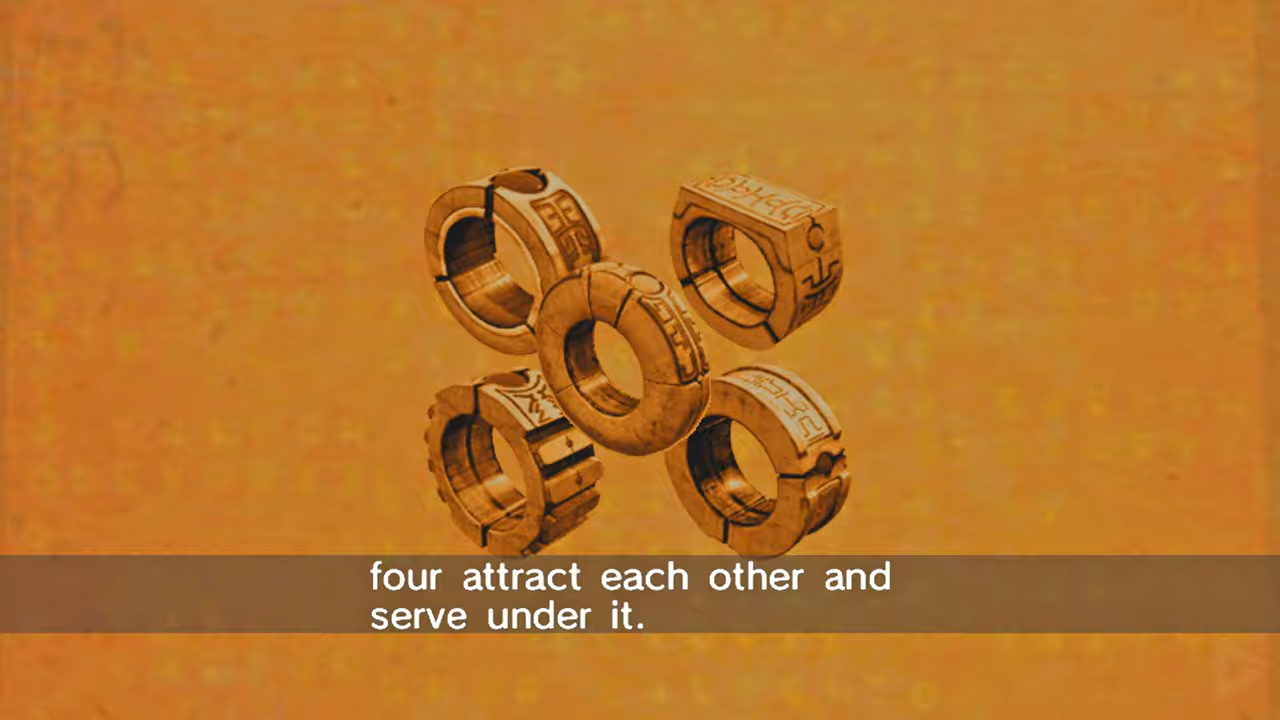 four attract each other and
serve under it.